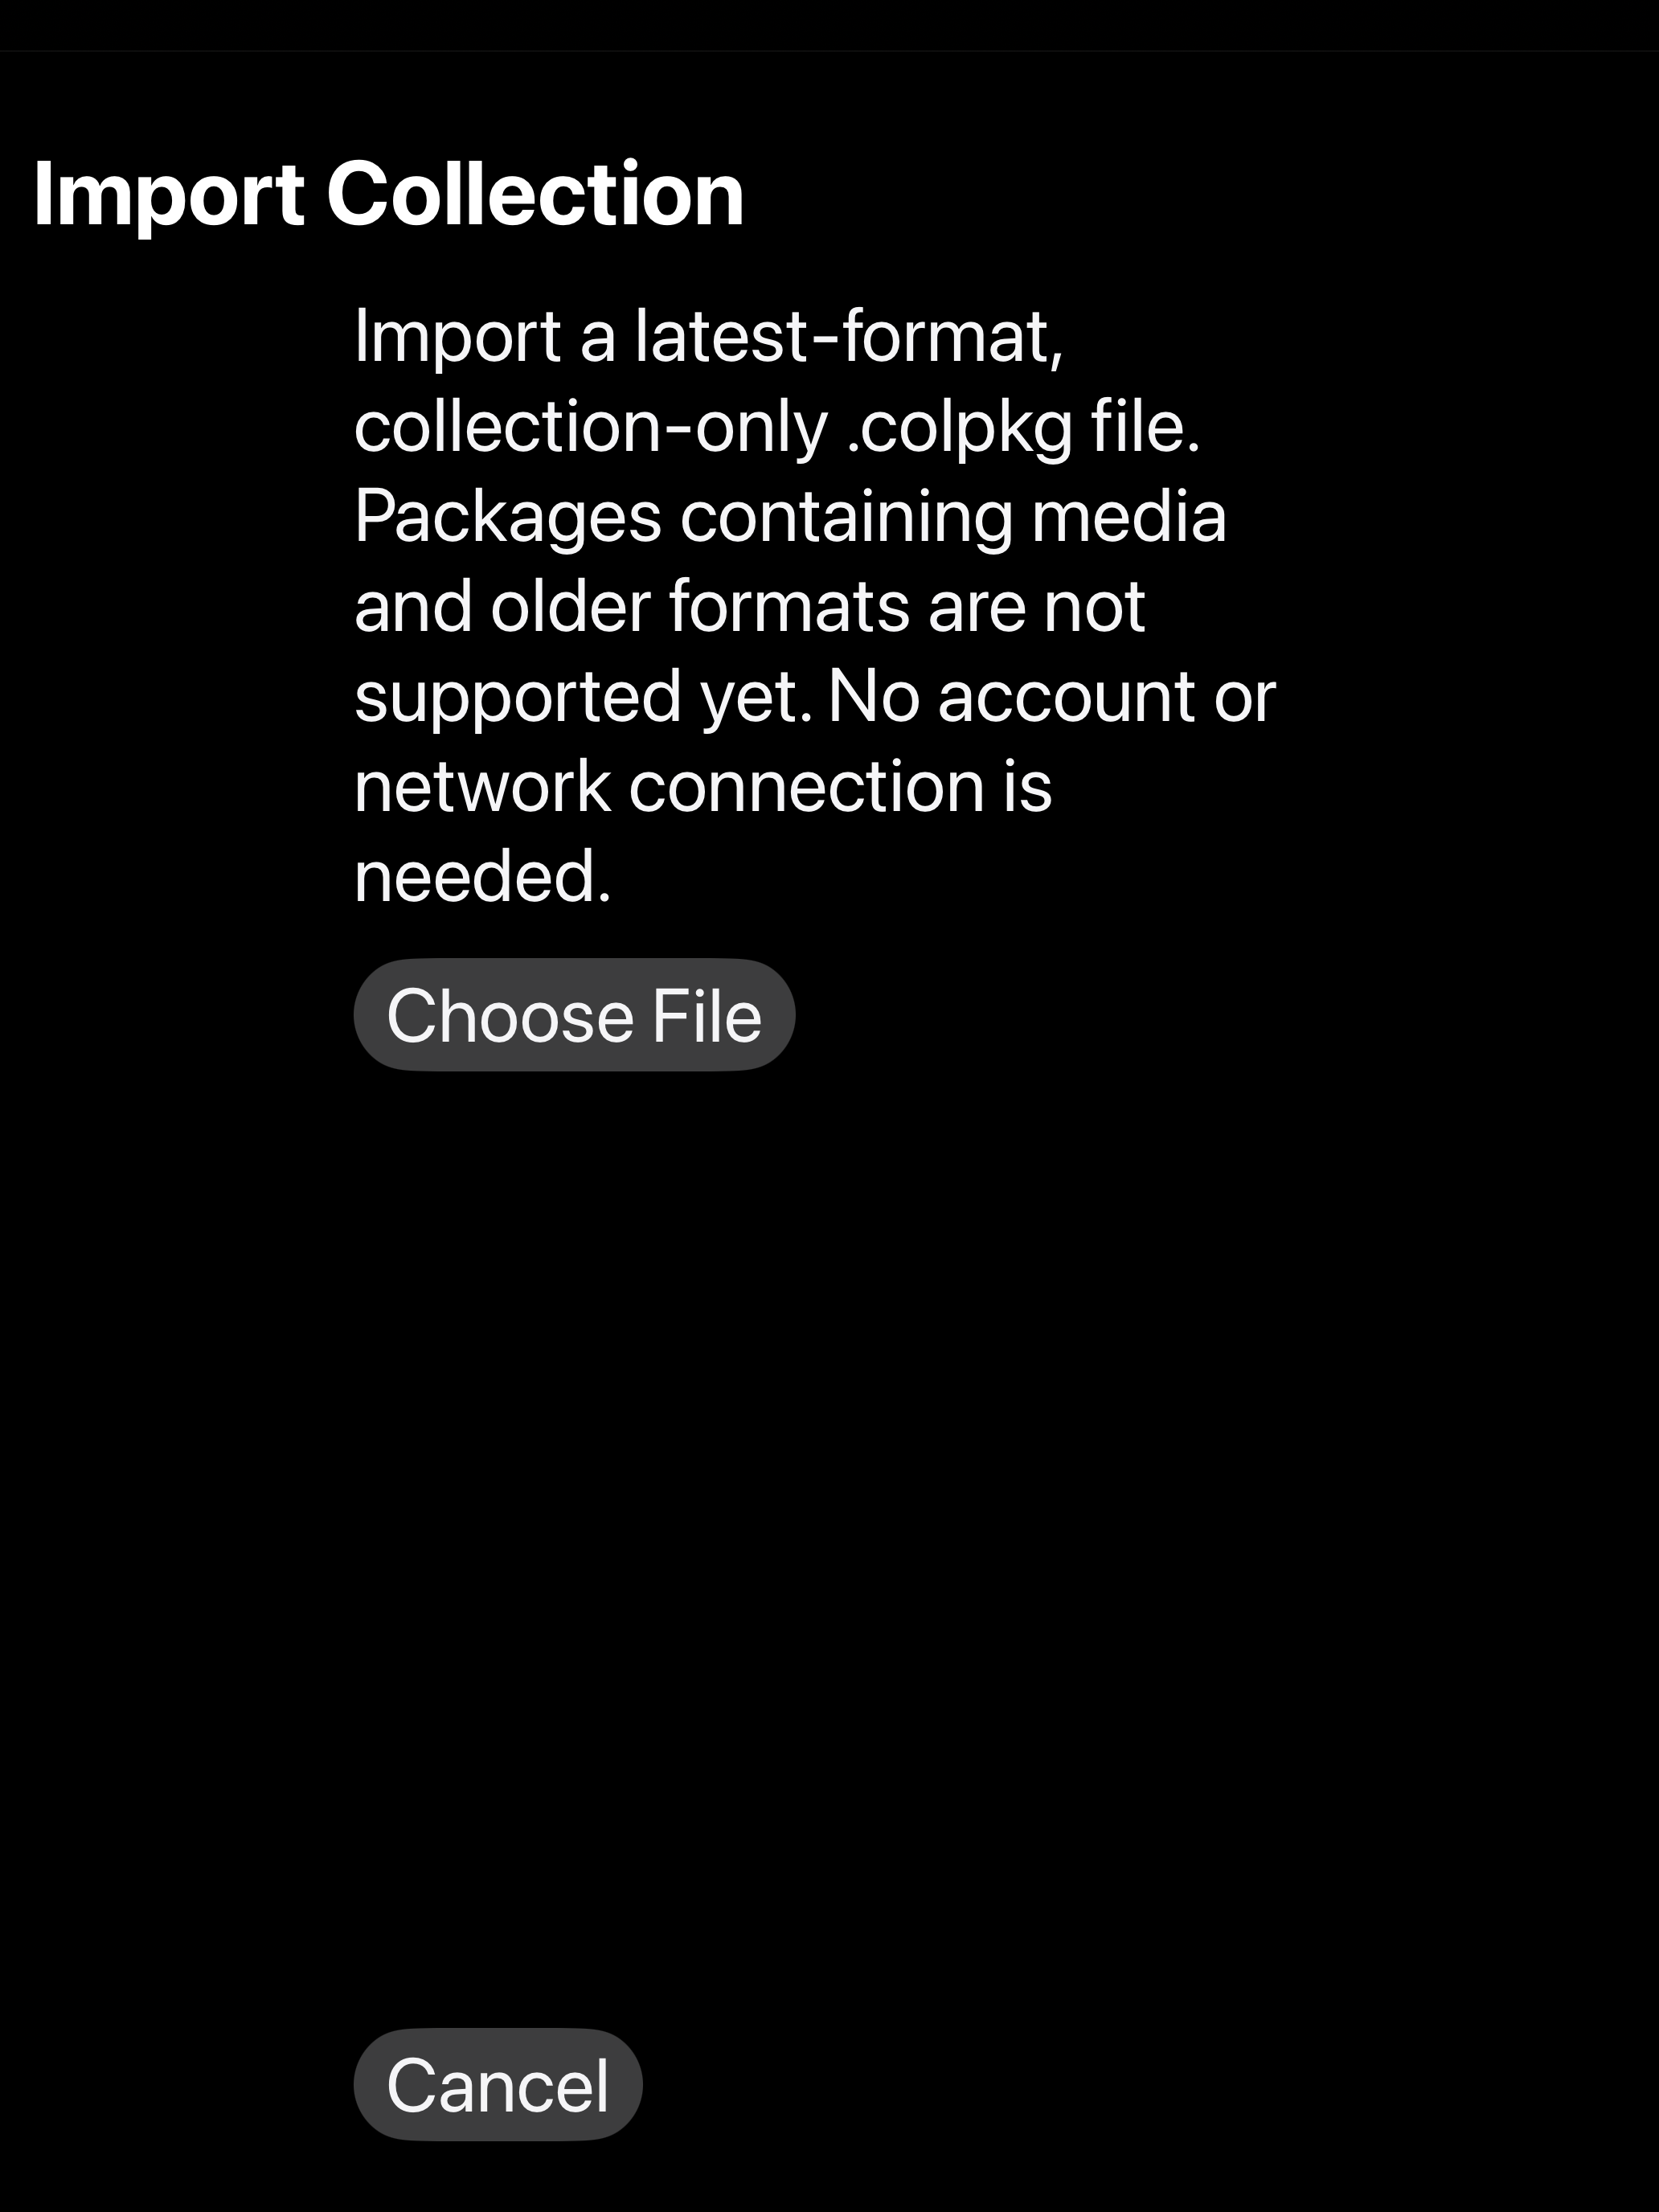 Import Collection
Import a latest-format,
collection-only .colpkg file.
Packages containing media
and older formats are not
supported yet. No account or
network connection is
needed.
Choose File
Cancel